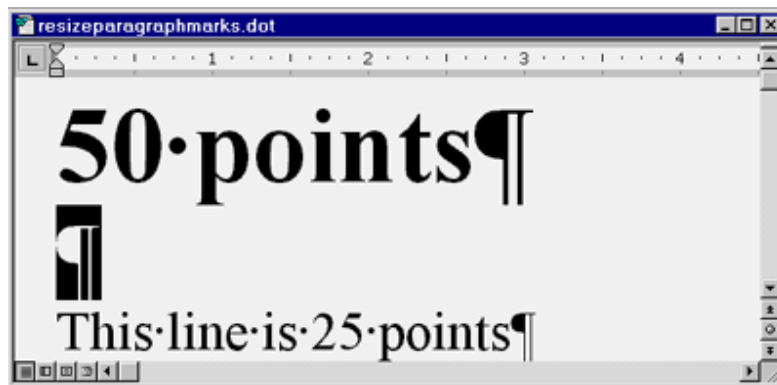 resizeparagraphmarks.dot
L 1 2 3 4
50·points¶
¶
This·line·is·25·points¶